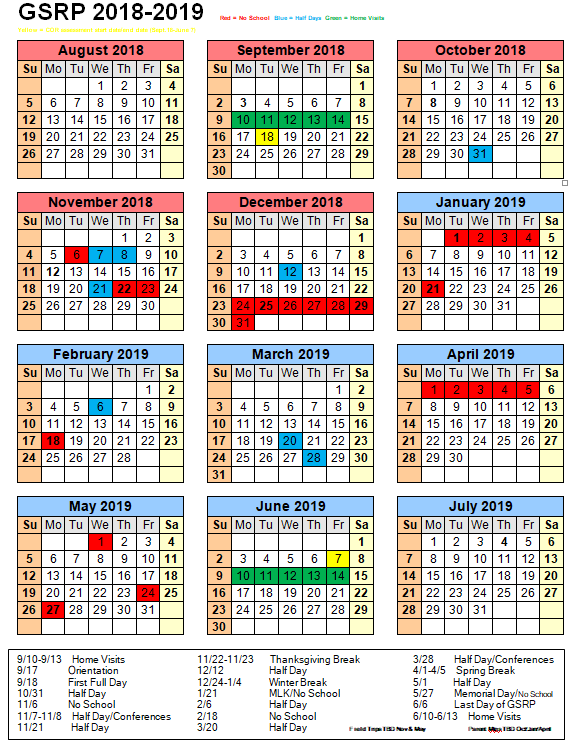 GSRP 2018-2019
Red = No School Blue = Half Days Green = Home Visits
August 2018
Su Mo Tu We Th Fr Sa
1 2 3 4
5 6 7 8 9 10 11
12 13 14 15 16 17 18
19 20 21 22 23 24 25
26 27 28 29 30 31
September 2018
Su Mo Tu We Th Fr Sa
1
2 3 4 5 6 7 8
9 10 11 12 13 14 15
16 17 18 19 20 21 22
23 24 25 26 27 28 29
30
October 2018
Su Mo Tu We Th Fr Sa
1 2 3 4 5 6
7 8 9 10 11 12 13
14 15 16 17 18 19 20
21 22 23 24 25 26 27
28 29 30 31
November 2018
Su Mo Tu We Th Fr Sa
1 2 3
4 5 6 7 8 9 10
11 12 13 14 15 16 17
18 19 20 21 22 23 24
25 26 27 28 29 30
December 2018
Su Mo Tu We Th Fr Sa
1
2 3 4 5 6 7 8
9 10 11 12 13 14 15
16 17 18 19 20 21 22
23 24 25 26 27 28 29
30 31
January 2019
Su Mo Tu We Th Fr Sa
1 2 3 4 5
6 7 8 9 10 11 12
13 14 15 16 17 18 19
20 21 22 23 24 25 26
27 28 29 30 31
February 2019
Su Mo Tu We Th Fr Sa
1 2
3 4 5 6 7 8 9
10 11 12 13 14 15 16
17 18 19 20 21 22 23
24 25 26 27 28
March 2019
Su Mo Tu We Th Fr Sa
1 2
3 4 5 6 7 8 9
10 11 12 13 14 15 16
17 18 19 20 21 22 23
24 25 26 27 28 29 30
31
April 2019
Su Mo Tu We Th Fr Sa
1 2 3 4 5 6
7 8 9 10 11 12 13
14 15 16 17 18 19 20
21 22 23 24 25 26 27
28 29 30
May 2019
Su Mo Tu We Th Fr Sa
1 2 3 4
5 6 7 8 9 10 11
12 13 14 15 16 17 18
19 20 21 22 23 24 25
26 27 28 29 30 31
June 2019
Su Mo Tu We Th Fr Sa
1
2 3 4 5 6 7 8
9 10 11 12 13 14 15
16 17 18 19 20 21 22
23 24 25 26 27 28 29
30
July 2019
Su Mo Tu We Th Fr Sa
1 2 3 4 5 6
7 8 9 10 11 12 13
14 15 16 17 18 19 20
21 22 23 24 25 26 27
28 29 30 31
9/10-9/13 Home Visits
9/17 Orientation
9/18 First Full Day
10/31 Half Day
11/6 No School
11/7-11/8 Half Day/Conferences
11/21 Half Day
11/22-11/23 Thanksgiving Break
12/12 Half Day
12/24-1/4 Winter Break
1/21 MLK/No School
2/6 Half Day
2/18 No School
3/20 Half Day
3/28 Half Day/Conferences
4/1-4/5 Spring Break
5/1 Half Day
5/27 Memorial Day/No School
6/6 Last Day of GSRP
6/10-6/13 Home Visits
Field Trips TBD Nov & May
Parent Mtgs TBD Oct/Jan/April